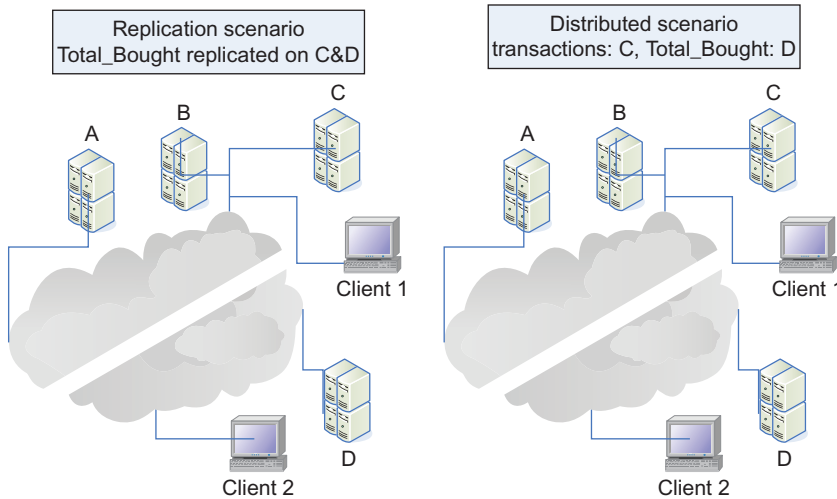 Replication scenario
Total_Bought replicated on C&D
Distributed scenario
transactions: C, Total_Bought: D
A
B
C
Client 1
D
Client 2
A
B
C
Client 1
D
Client 2